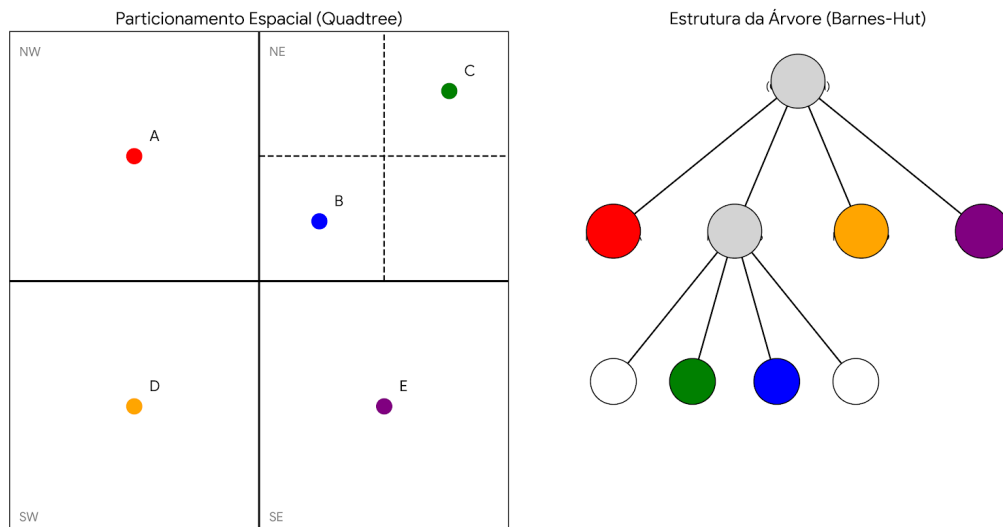 Particionamento Espacial (Quadtree)
NW
NE
C
A
B
D
E
SW
SE
Estrutura da Árvore (Barnes-Hut)